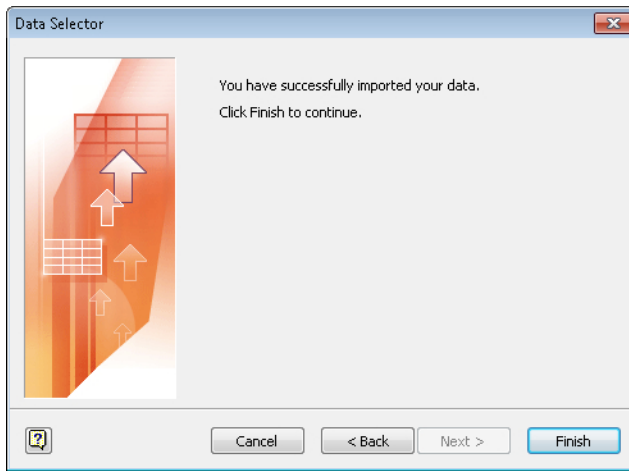 Data Selector
You have successfully imported your data.
Click Finish to continue.
?
Cancel
< Back
Next >
Finish